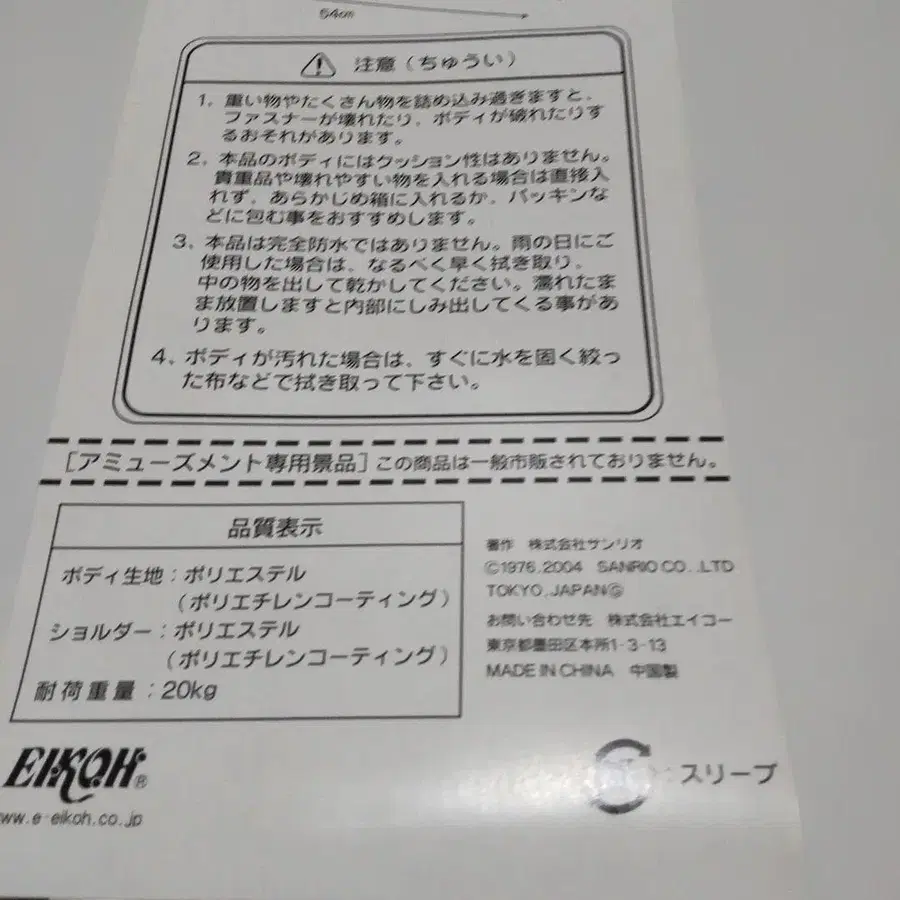 54cm
注意(ちゅうい)
1. 重い物やたくさん物を詰め込み過ぎますと、
ファスナーが壊れたり、ボディが破れたりす
るおそれがあります。
2. 本品のボディにはクッション性はありません。
貴重品や壊れやすい物を入れる場合は直接入
れず、あらかじめ箱に入れるか、パッキンな
どに包む事をおすすめします。
3. 本品は完全防水ではありません。雨の日にご
使用した場合は、なるべく早く拭き取り、
中の物を出して乾かしてください。濡れたま
ま放置しますと内部にしみ出してくる事があ
ります。
4. ボディが汚れた場合は、すぐに水を固く絞っ
た布などで拭き取って下さい。
[アミューズメント専用景品]この商品は一般市販されておりません。
品質表示
ボディ生地:ポリエステル
(ポリエチレンコーティング)
ショルダー:ポリエステル
(ポリエチレンコーティング)
耐荷重量:20kg
著作 株式会社サンリオ
©1976,2004 SANRIO CO.,LTD
TOKYO,JAPANⒼ
お問い合わせ先 株式会社エイコー
東京都墨田区本所1-3-13
MADE IN CHINA 中国製
EIKOH®
ww.e-eikoh.co.jp
:スリーブ